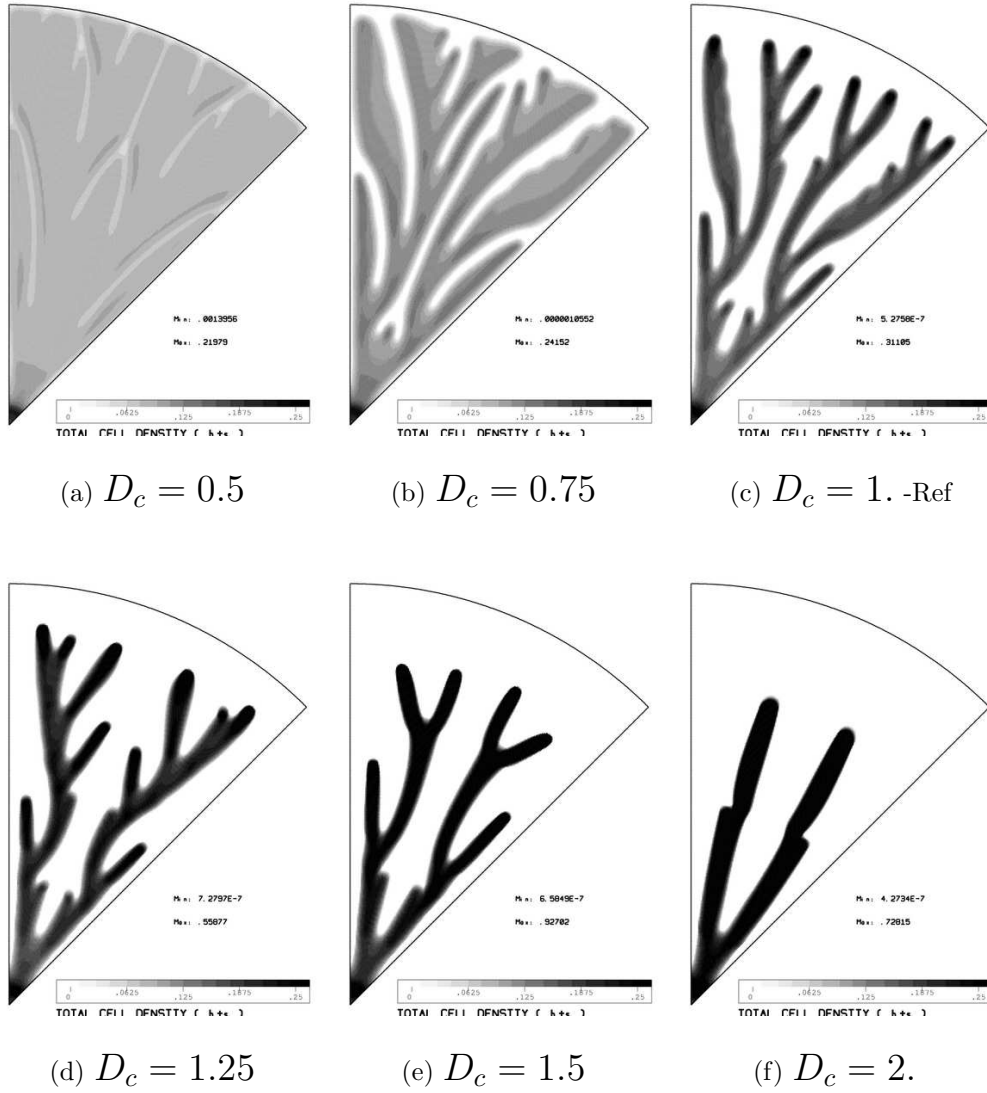 Min: .0013956
Max: .21979
0 .0625 .125 .1875 .25
TOTAL CELL DENSITY ( b+s )
(a) D_c = 0.5
Min: .0000010552
Max: .24152
0 .0625 .125 .1875 .25
TOTAL CELL DENSITY ( b+s )
(b) D_c = 0.75
Min: 5.2758E-7
Max: .31105
0 .0625 .125 .1875 .25
TOTAL CELL DENSITY ( b+s )
(c) D_c = 1. -Ref
Min: 7.2797E-7
Max: .55877
0 .0625 .125 .1875 .25
TOTAL CELL DENSITY ( b+s )
(d) D_c = 1.25
Min: 6.5849E-7
Max: .92702
0 .0625 .125 .1875 .25
TOTAL CELL DENSITY ( b+s )
(e) D_c = 1.5
Min: 4.2734E-7
Max: .72815
0 .0625 .125 .1875 .25
TOTAL CELL DENSITY ( b+s )
(f) D_c = 2.